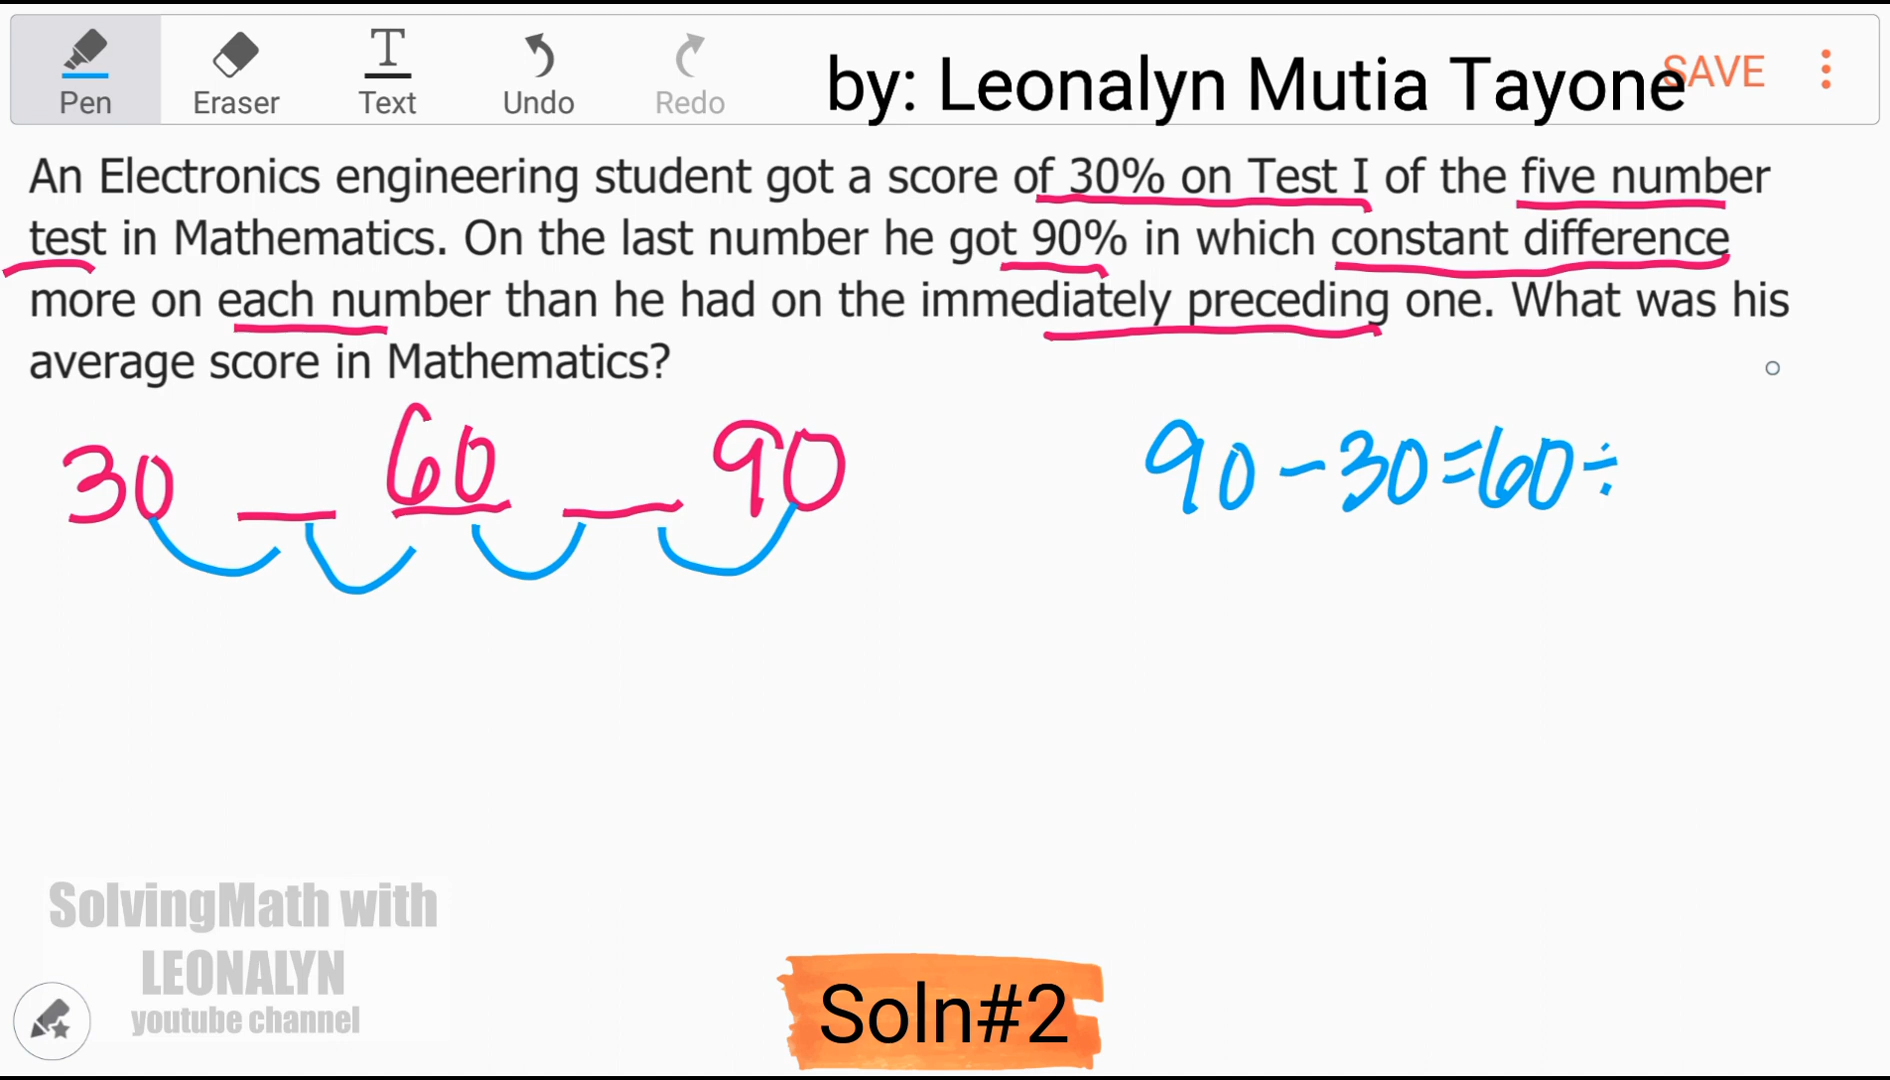 Pen Eraser Text Undo Redo by: Leonalyn Mutia Tayone SAVE
An Electronics engineering student got a score of 30% on Test I of the five number
test in Mathematics. On the last number he got 90% in which constant difference
more on each number than he had on the immediately preceding one. What was his
average score in Mathematics?
30 __ 60 __ 90 90-30=60÷
SolvingMath with
LEONALYN
youtube channel
Soln#2